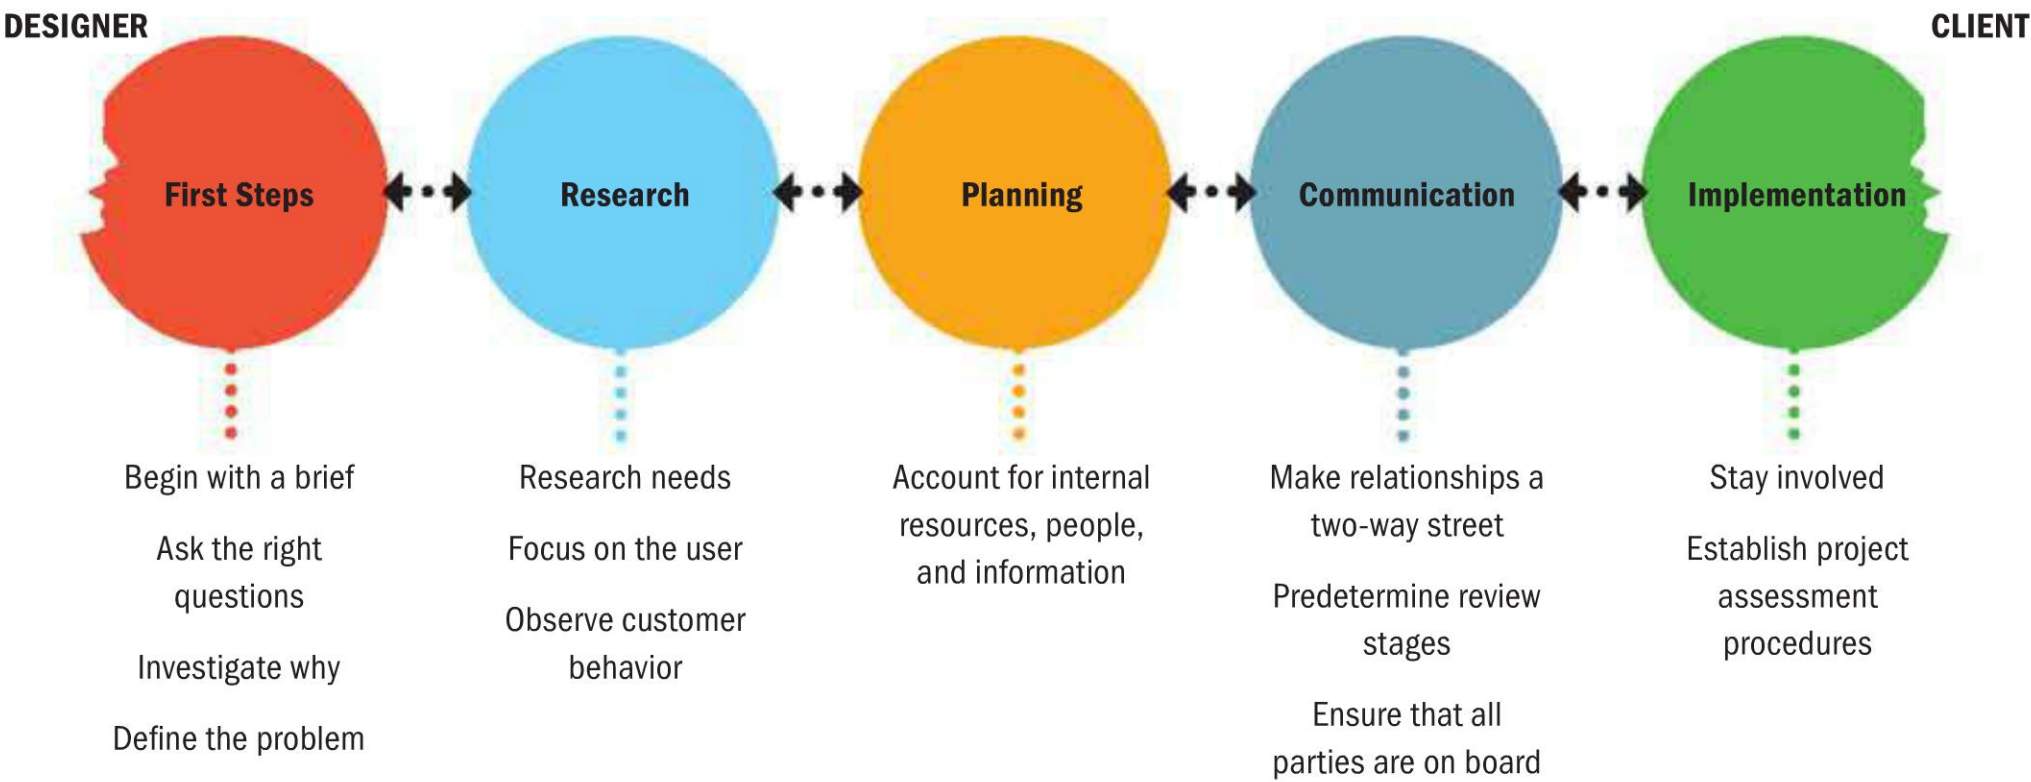 DESIGNER
CLIENT
First Steps
Research
Planning
Communication
Implementation
Begin with a brief
Ask the right
questions
Investigate why
Define the problem
Research needs
Focus on the user
Observe customer
behavior
Account for internal
resources, people,
and information
Make relationships a
two-way street
Predetermine review
stages
Ensure that all
parties are on board
Stay involved
Establish project
assessment
procedures